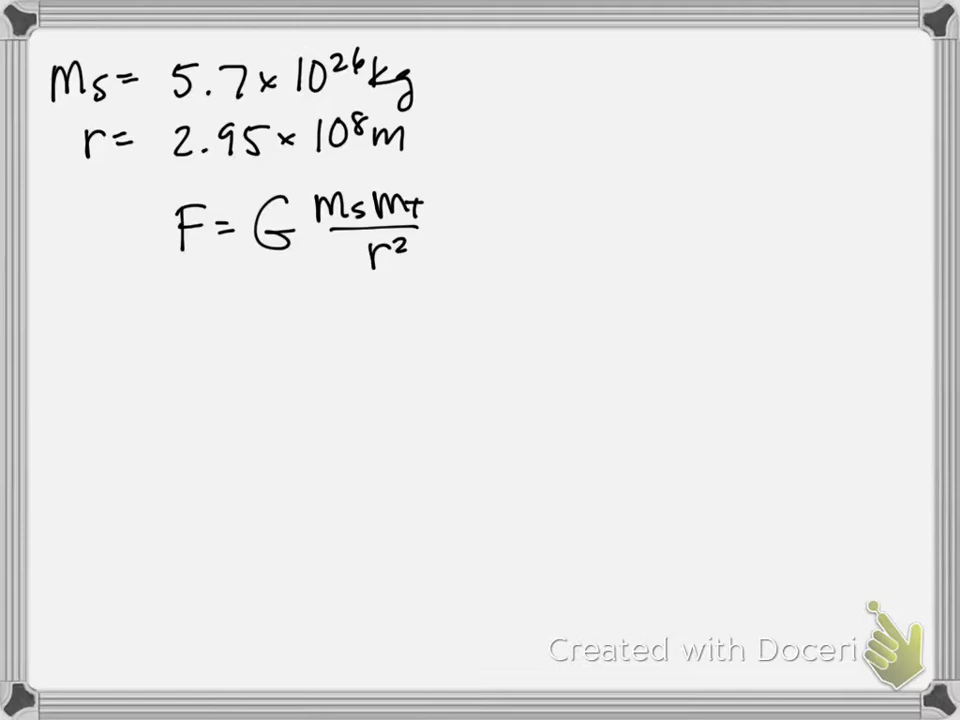 ms = 5.7 × 10²⁶ kg
r = 2.95 × 10⁸ m
F = G msmt/r²
Created with Doceri